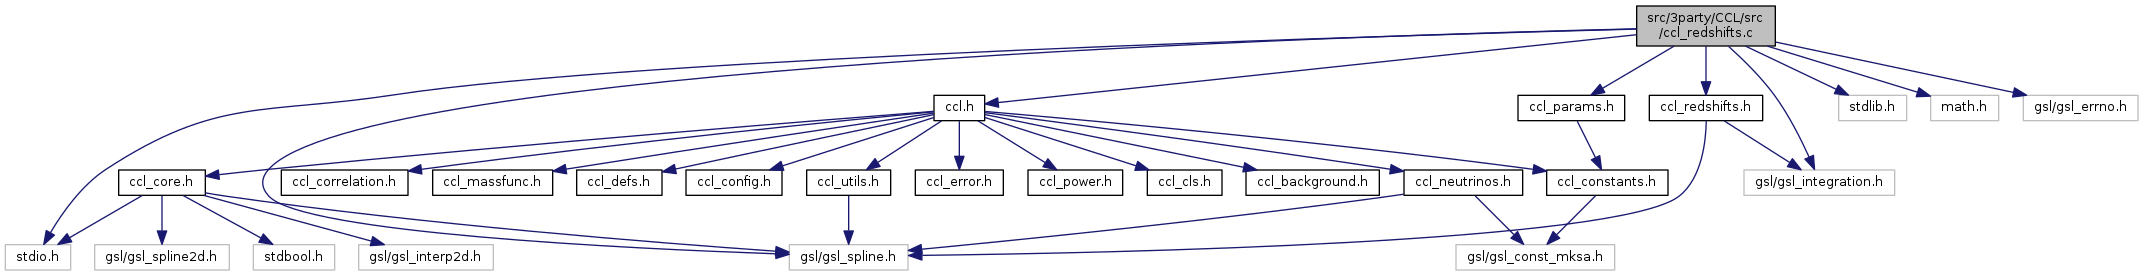 src/3party/CCL/src
/ccl_redshifts.c
ccl.h
ccl_params.h
ccl_redshifts.h
stdlib.h
math.h
gsl/gsl_errno.h
ccl_core.h
ccl_correlation.h
ccl_massfunc.h
ccl_defs.h
ccl_config.h
ccl_utils.h
ccl_error.h
ccl_power.h
ccl_cls.h
ccl_background.h
ccl_neutrinos.h
ccl_constants.h
gsl/gsl_integration.h
stdio.h
gsl/gsl_spline2d.h
stdbool.h
gsl/gsl_interp2d.h
gsl/gsl_spline.h
gsl/gsl_const_mksa.h